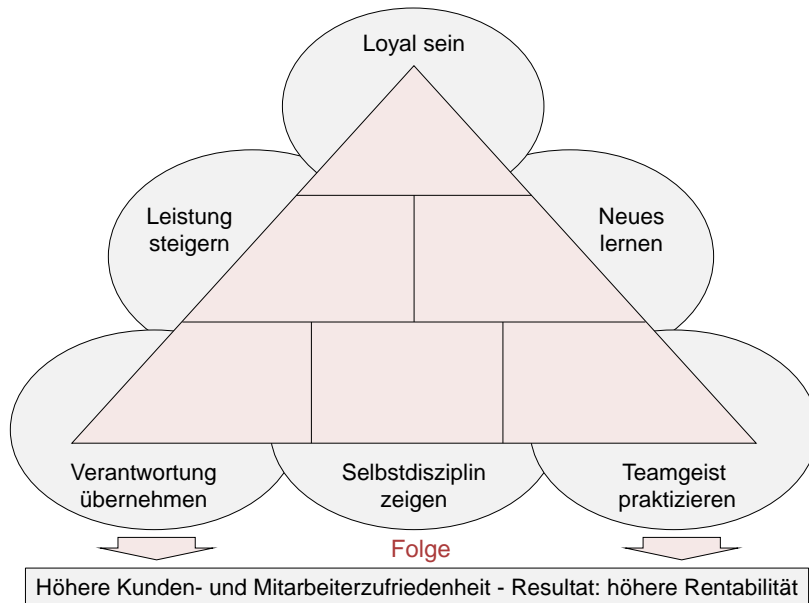 Loyal sein
Leistung
steigern
Neues
lernen
Verantwortung
übernehmen
Selbstdisziplin
zeigen
Teamgeist
praktizieren
Folge
Höhere Kunden- und Mitarbeiterzufriedenheit - Resultat: höhere Rentabilität